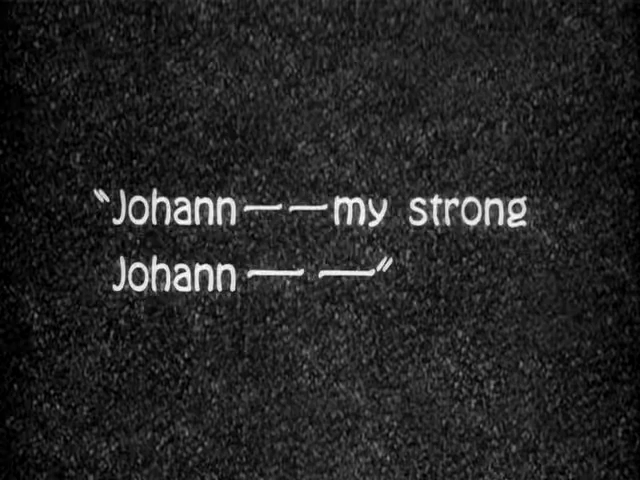 "Johann — — my strong
Johann — — "